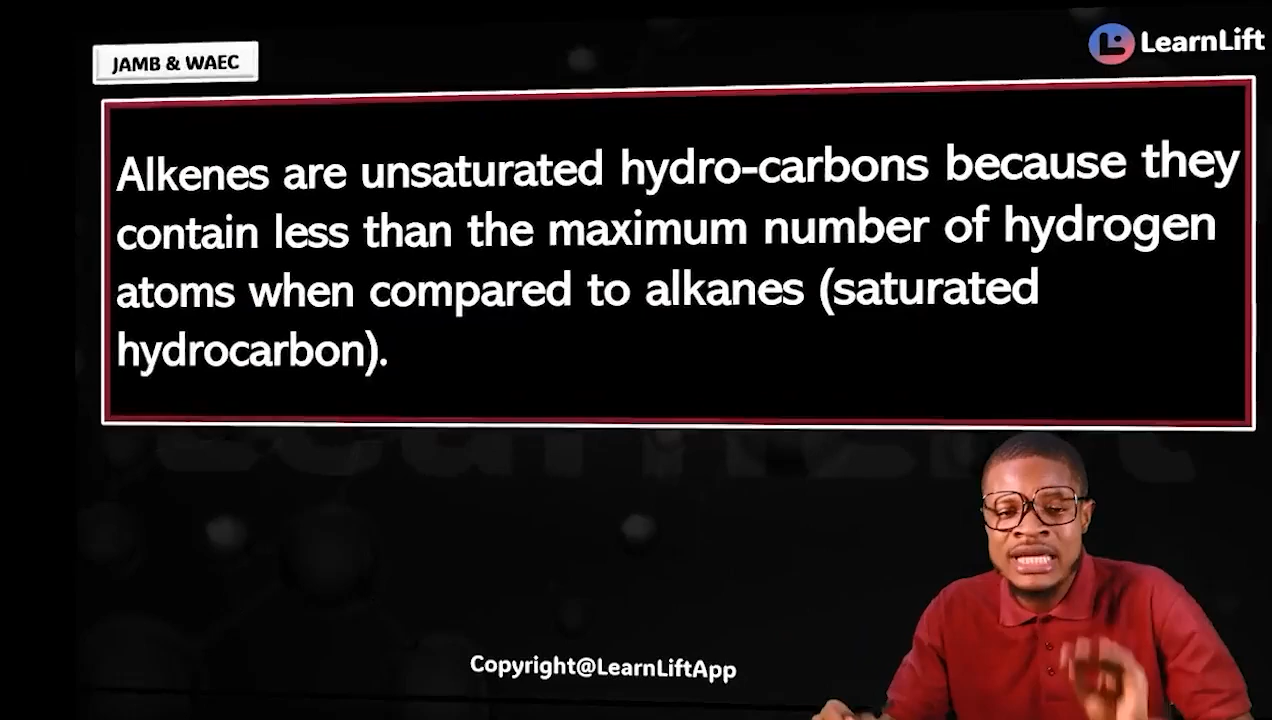 JAMB & WAEC
LearnLift
Alkenes are unsaturated hydro-carbons because they
contain less than the maximum number of hydrogen
atoms when compared to alkanes (saturated
hydrocarbon).
Copyright@LearnLiftApp